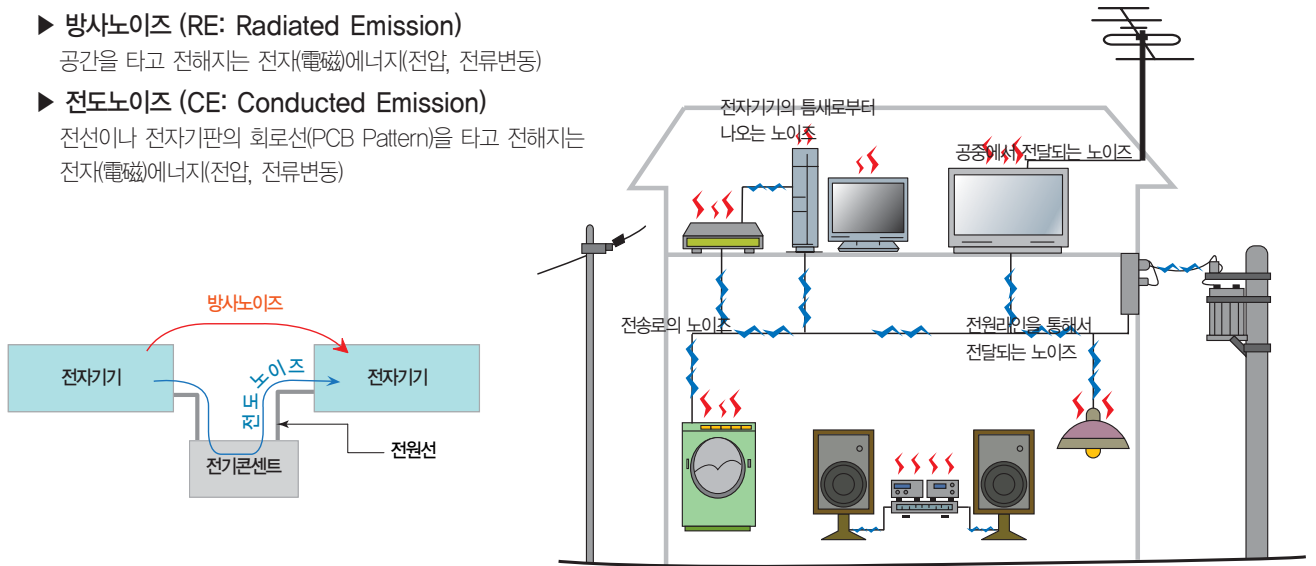 ▶ 방사노이즈 (RE: Radiated Emission)
공간을 타고 전해지는 전자(電磁)에너지(전압, 전류변동)
▶ 전도노이즈 (CE: Conducted Emission)
전선이나 전자기판의 회로선(PCB Pattern)을 타고 전해지는
전자(電磁)에너지(전압, 전류변동)
방사노이즈
전자기기
전자기기
전도노이즈
전기콘센트
전원선
전자기기의 틈새로부터
나오는 노이즈
공중에서 전달되는 노이즈
전송로의 노이즈
전원라인을 통해서
전달되는 노이즈